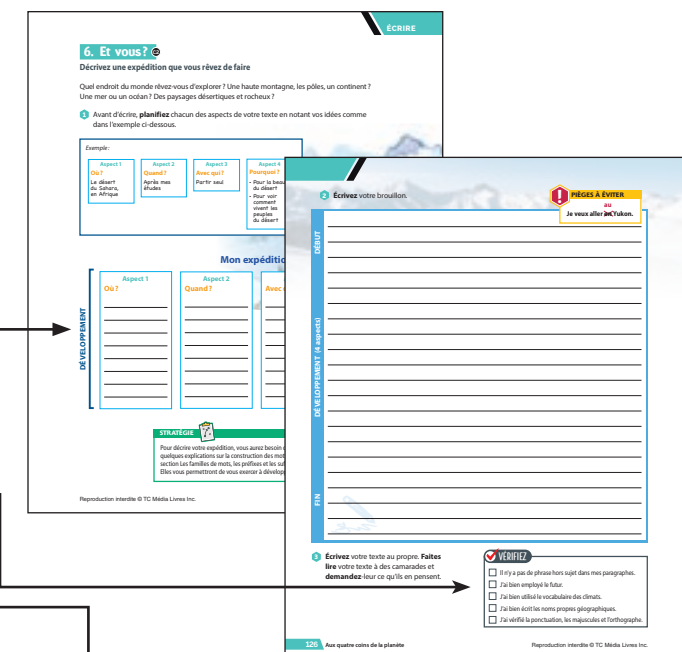 ÉCRIRE
6. Et vous ?
Décrivez une expédition que vous rêvez de faire
Quel endroit du monde rêvez-vous d'explorer ? Une haute montagne, les pôles, un continent ?
Une mer ou un océan ? Des paysages désertiques et rocheux ?
1 Avant d'écrire, planifiez chacun des aspects de votre texte en notant vos idées comme
dans l'exemple ci-dessous.
Exemple :
Aspect 1
Où ?
Le désert
du Sahara,
en Afrique
Aspect 2
Quand ?
Après mes
études
Aspect 3
Avec qui ?
Partir seul
Aspect 4
Pourquoi ?
- Pour la beau
du désert
- Pour voir
comment
vivent les
peuples
du désert
Mon expéditio
DÉVELOPPEMENT
Aspect 1
Où ?
Aspect 2
Quand ?
Avec
STRATÉGIE
Pour décrire votre expédition, vous aurez besoin
quelques explications sur la construction des mot
section Les familles de mots, les préfixes et les su
Elles vous permettront de vous exercer à dévelop
Reproduction interdite © TC Média Livres Inc.
2 Écrivez votre brouillon.
PIÈGES À ÉVITER
au
Je veux aller en Yukon.
DÉBUT
DÉVELOPPEMENT (4 aspects)
FIN
3 Écrivez votre texte au propre. Faites
lire votre texte à des camarades et
demandez-leur ce qu'ils en pensent.
VÉRIFIEZ
Il n'y a pas de phrase hors sujet dans mes paragraphes.
J'ai bien employé le futur.
J'ai bien utilisé le vocabulaire des climats.
J'ai bien écrit les noms propres géographiques.
J'ai vérifié la ponctuation, les majuscules et l'orthographe.
126 Aux quatre coins de la planète
Reproduction interdite © TC Média Livres Inc.